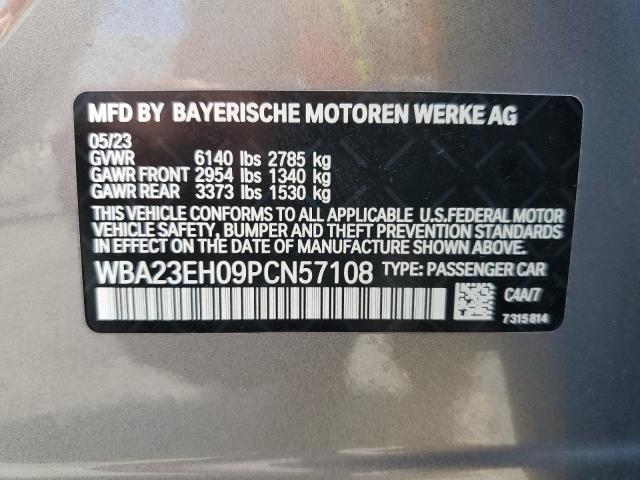 MFD BY BAYERISCHE MOTOREN WERKE AG
05/23
GVWR 6140 lbs 2785 kg
GAWR FRONT 2954 lbs 1340 kg
GAWR REAR 3373 lbs 1530 kg
THIS VEHICLE CONFORMS TO ALL APPLICABLE U.S.FEDERAL MOTOR
VEHICLE SAFETY, BUMPER AND THEFT PREVENTION STANDARDS
IN EFFECT ON THE DATE OF MANUFACTURE SHOWN ABOVE.
WBA23EH09PCN57108 TYPE: PASSENGER CAR
C4A/7
7315814